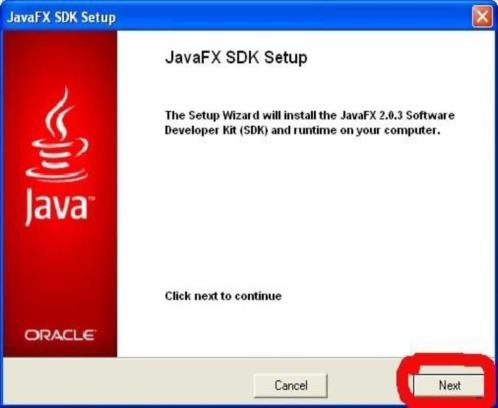 JavaFX SDK Setup
JavaFX SDK Setup
The Setup Wizard will install the JavaFX 2.0.3 Software
Developer Kit (SDK) and runtime on your computer.
Java™
Click next to continue
ORACLE
Cancel
Next